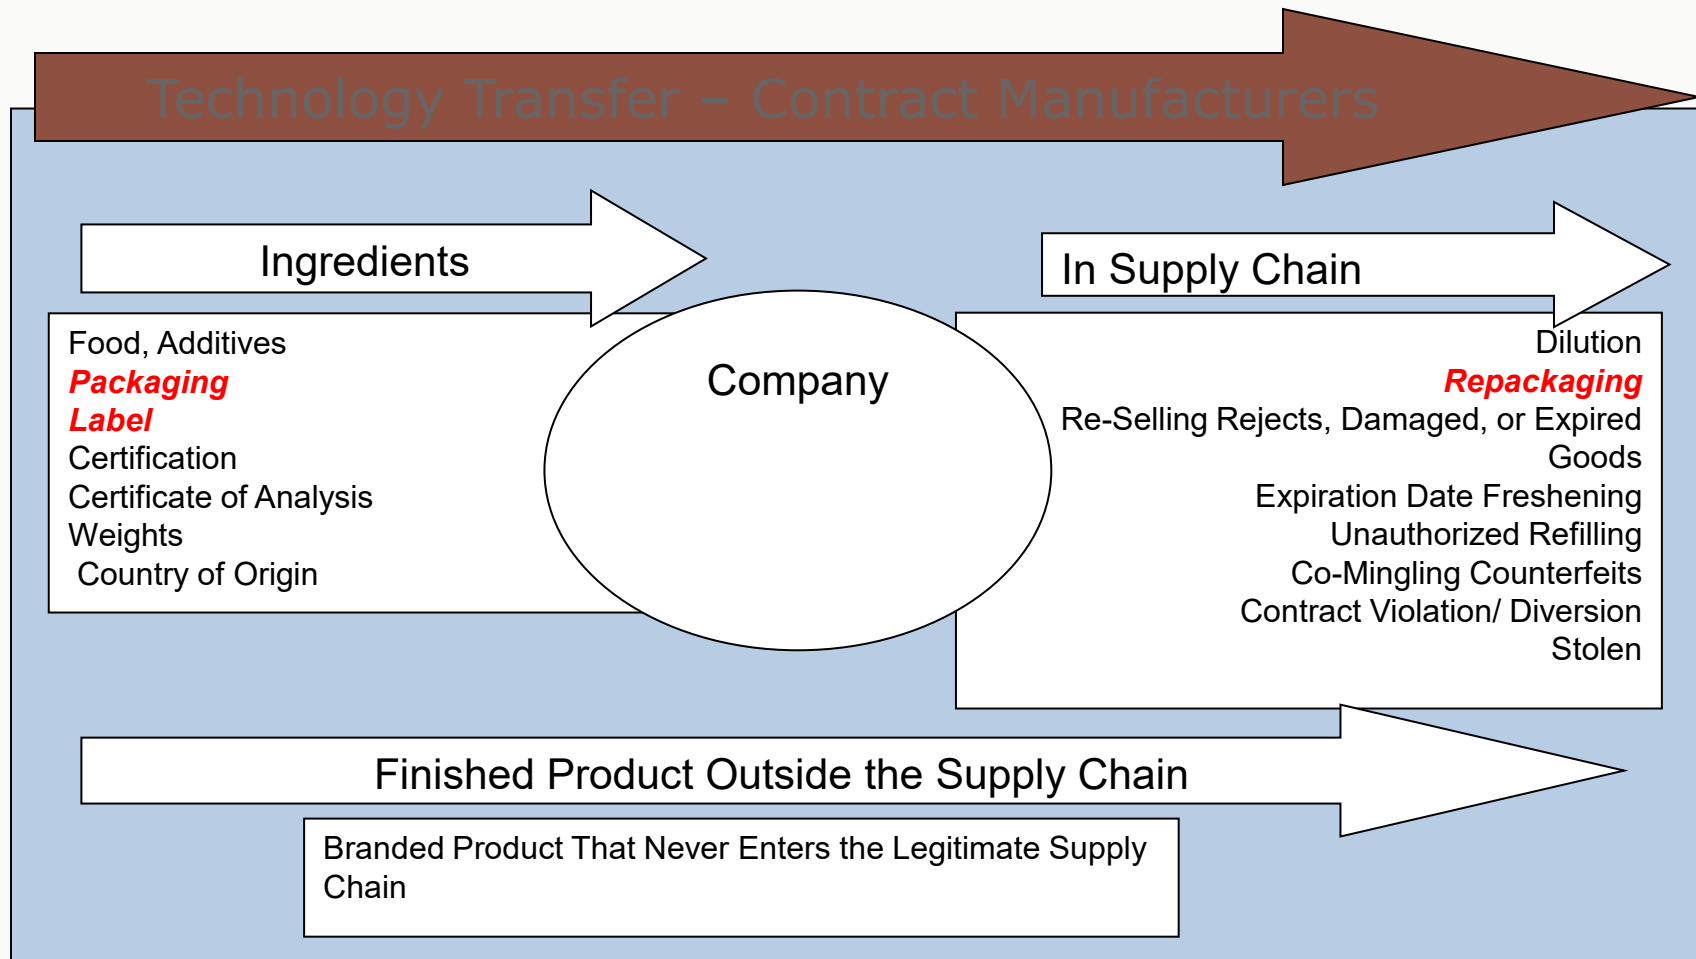 Technology Transfer – Contract Manufacturers
Ingredients
Food, Additives
Packaging
Label
Certification
Certificate of Analysis
Weights
Country of Origin
Company
In Supply Chain
Dilution
Repackaging
Re-Selling Rejects, Damaged, or Expired
Goods
Expiration Date Freshening
Unauthorized Refilling
Co-Mingling Counterfeits
Contract Violation/ Diversion
Stolen
Finished Product Outside the Supply Chain
Branded Product That Never Enters the Legitimate Supply
Chain